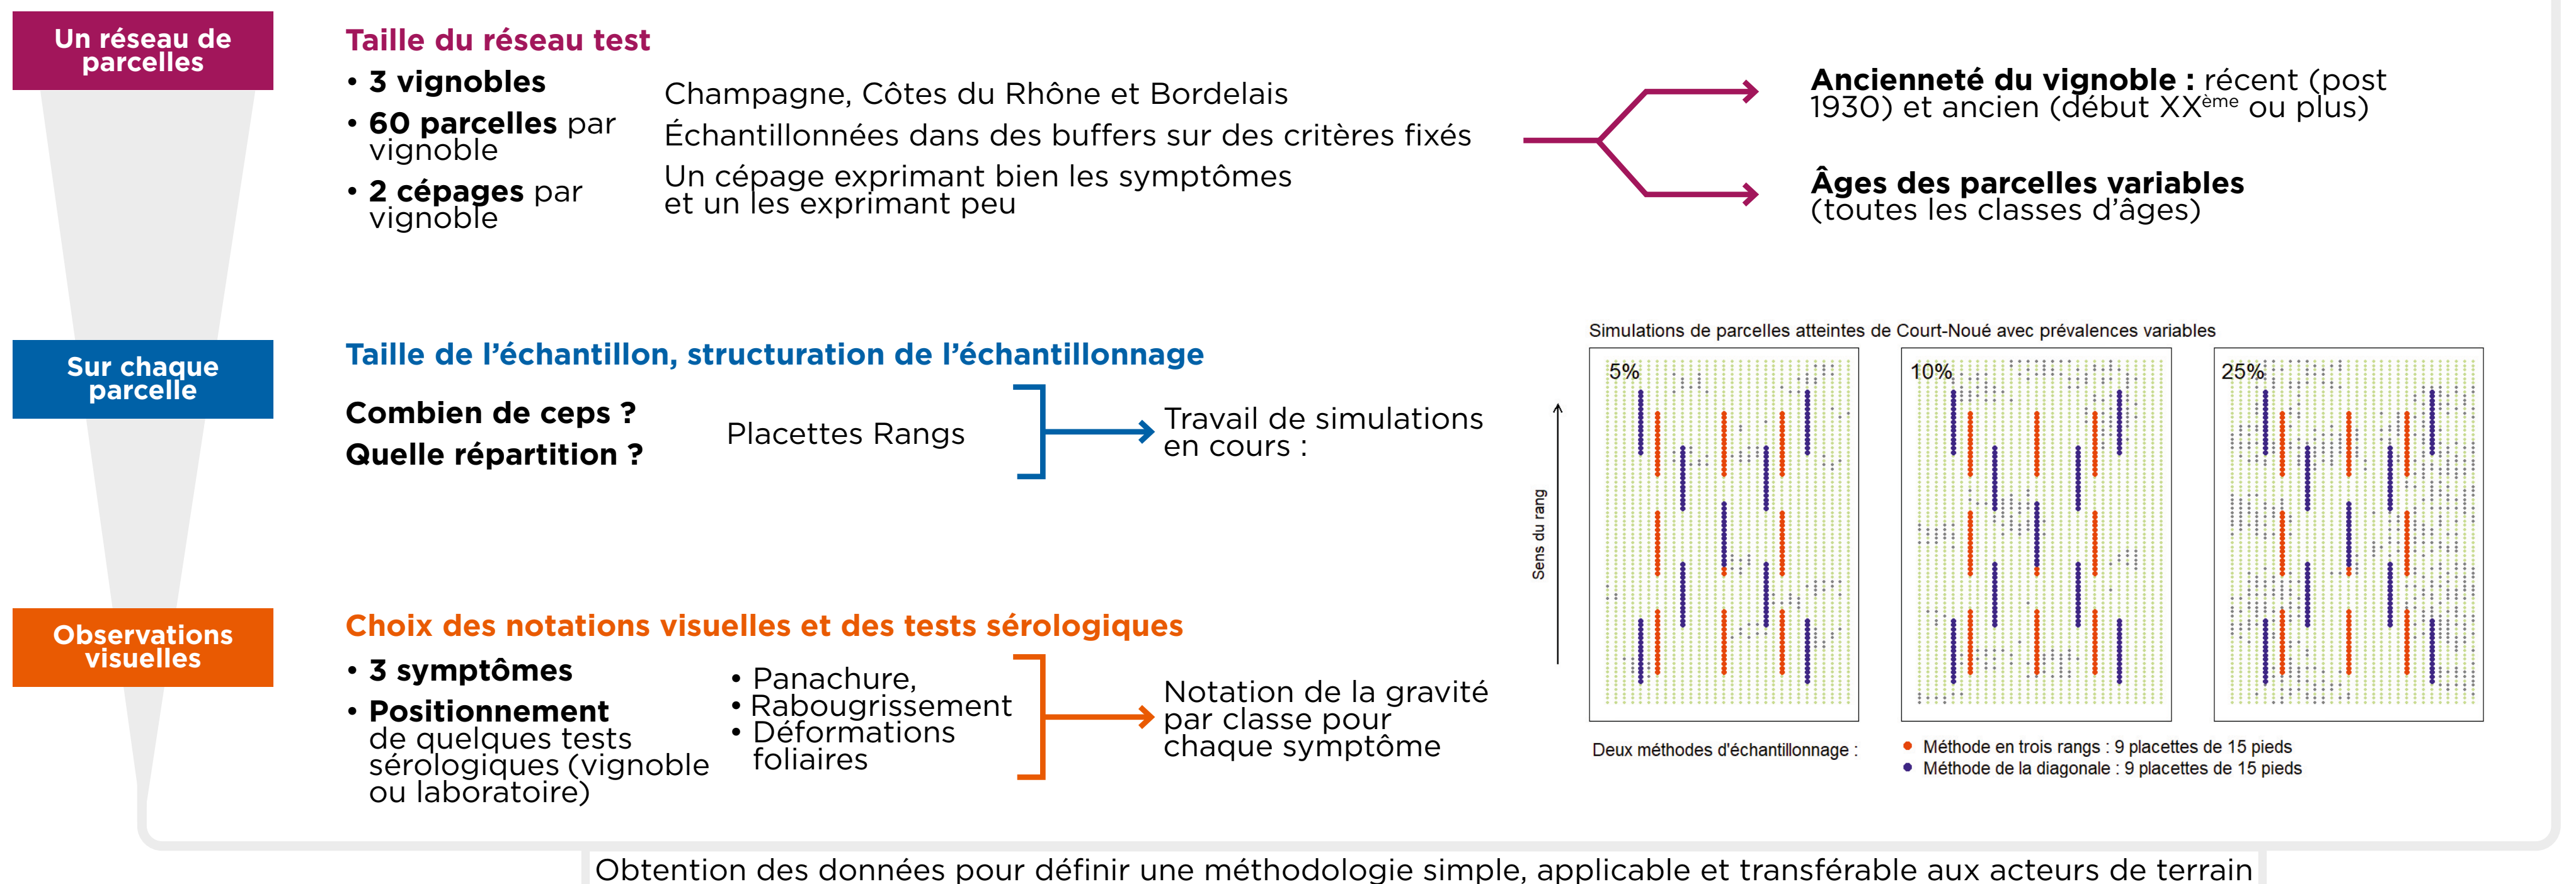 Un réseau de
parcelles
Taille du réseau test
• 3 vignobles
• 60 parcelles par
vignoble
• 2 cépages par
vignoble
Champagne, Côtes du Rhône et Bordelais
Échantillonnées dans des buffers sur des critères fixés
Un cépage exprimant bien les symptômes
et un les exprimant peu
Ancienneté du vignoble : récent (post
1930) et ancien (début XXème ou plus)
Âges des parcelles variables
(toutes les classes d’âges)
Sur chaque
parcelle
Taille de l’échantillon, structuration de l’échantillonnage
Combien de ceps ?
Quelle répartition ?
Placettes Rangs
Travail de simulations
en cours :
Simulations de parcelles atteintes de Court-Noué avec prévalences variables
5%
10%
25%
Sens du rang
Deux méthodes d'échantillonnage :
• Méthode en trois rangs : 9 placettes de 15 pieds
• Méthode de la diagonale : 9 placettes de 15 pieds
Observations
visuelles
Choix des notations visuelles et des tests sérologiques
• 3 symptômes
• Positionnement
de quelques tests
sérologiques (vignoble
ou laboratoire)
• Panachure,
• Rabougrissement
• Déformations
foliaires
Notation de la gravité
par classe pour
chaque symptôme
Obtention des données pour définir une méthodologie simple, applicable et transférable aux acteurs de terrain